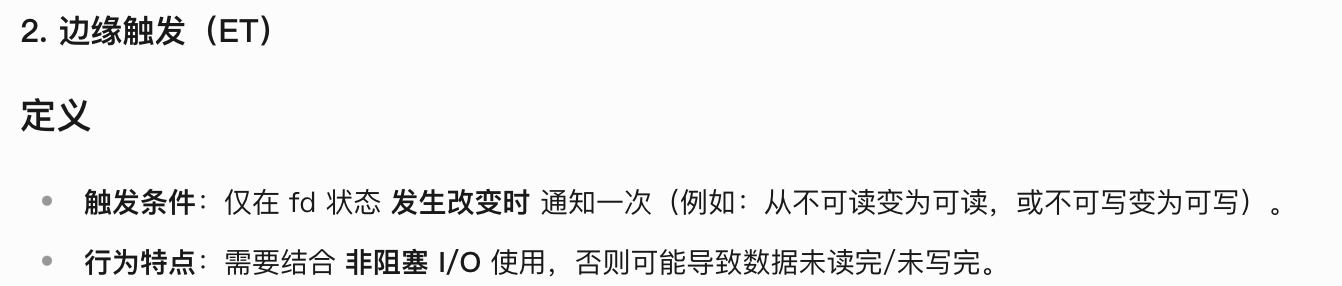 2. 边缘触发（ET）
定义
触发条件：仅在 fd 状态 发生改变时 通知一次（例如：从不可读变为可读，或不可写变为可写）。
行为特点：需要结合 非阻塞 I/O 使用，否则可能导致数据未读完/未写完。